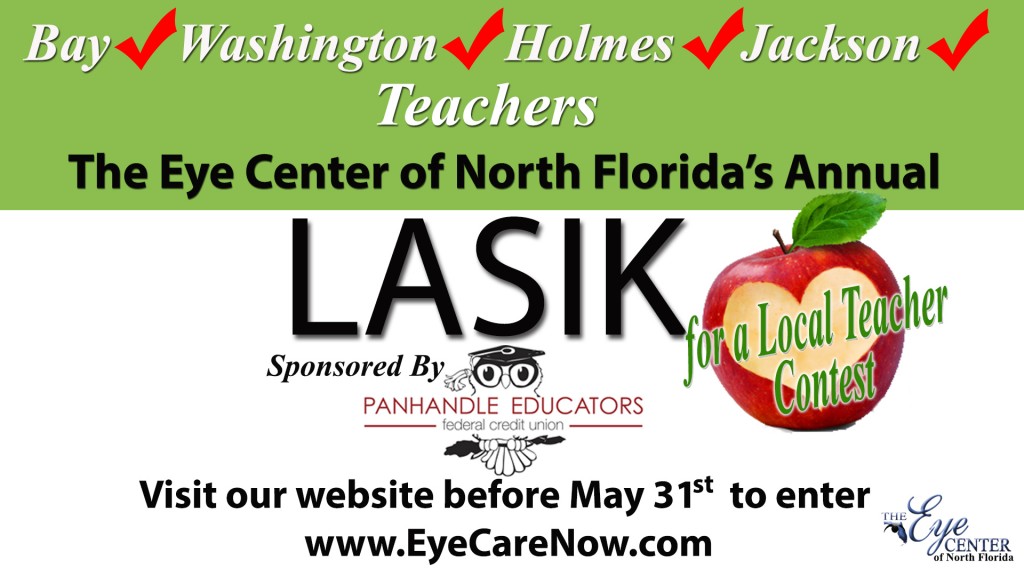 Bay Washington Holmes Jackson
Teachers
The Eye Center of North Florida's Annual
LASIK
for a Local Teacher
Contest
Sponsored By
PANHANDLE EDUCATORS
federal credit union
Visit our website before May 31st to enter
www.EyeCareNow.com
THE Eye
CENTER
of North Florida